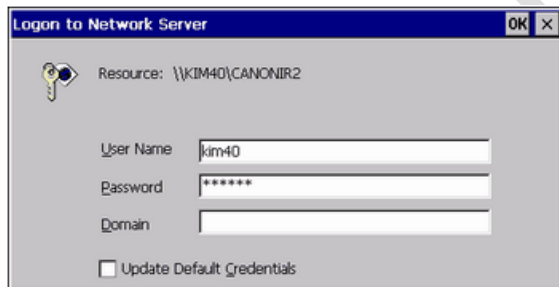 Logon to Network Server OK ×
Resource: \\KIM40\CANONIR2
User Name kim40
Password ******
Domain
Update Default Credentials